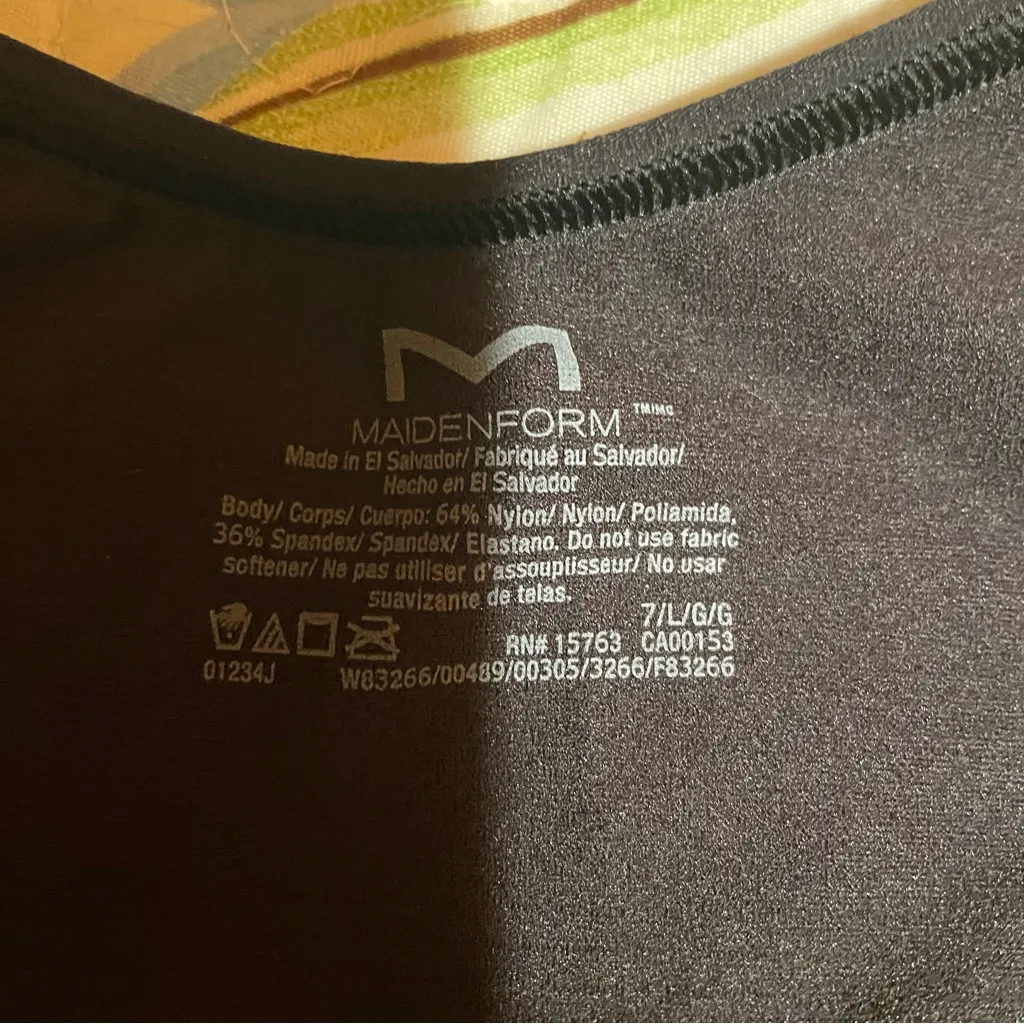 MAIDENFORM ™/MC
Made in El Salvador/ Fabriqué au Salvador/
Hecho en El Salvador
Body/ Corps/ Cuerpo: 64% Nylon/ Nylon/ Poliamida,
36% Spandex/ Spandex/ Elastano. Do not use fabric
softener/ Ne pas utiliser d'assouplisseur/ No usar
suavizante de telas.
7/L/G/G
RN# 15763 CA00153
01234J W83266/00489/00305/3266/F83266